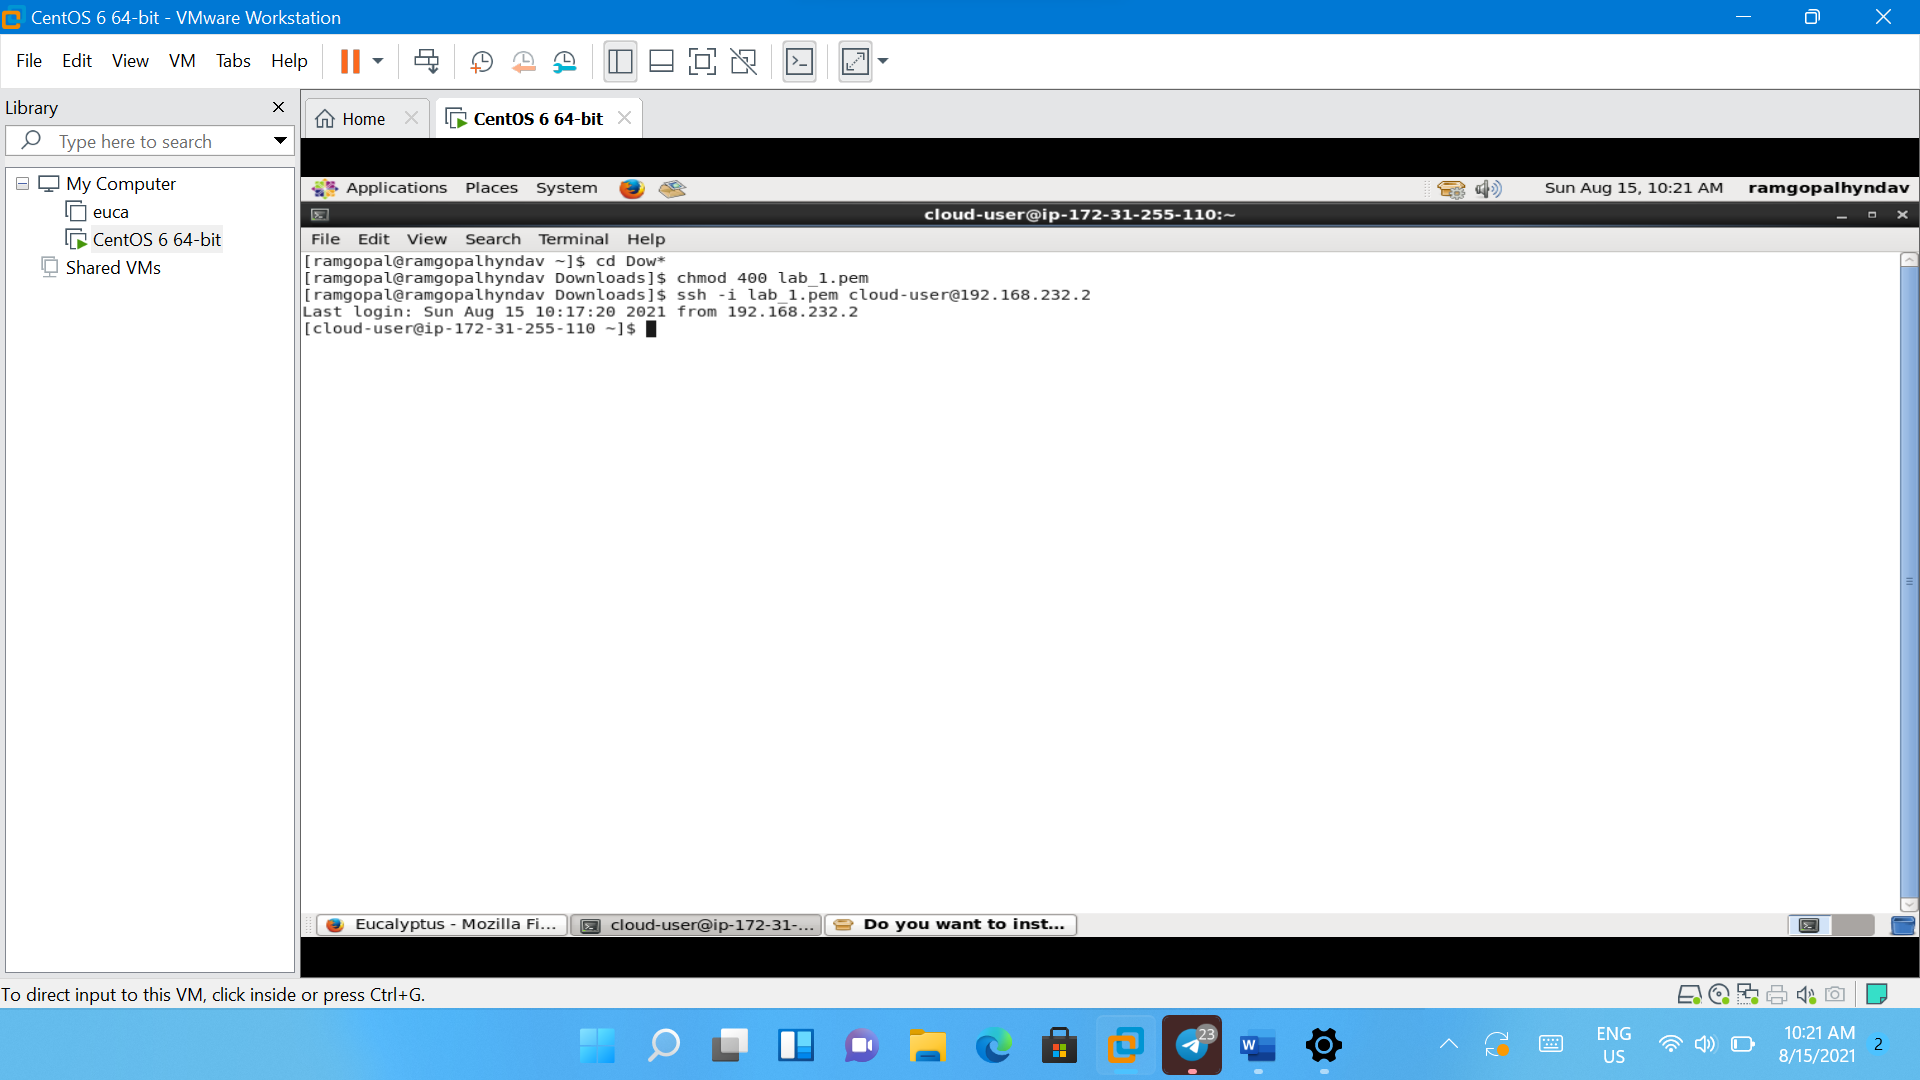 CentOS 6 64-bit - VMware Workstation
File Edit View VM Tabs Help
Library
Type here to search
My Computer
euca
CentOS 6 64-bit
Shared VMs
Home
CentOS 6 64-bit
Applications Places System
Sun Aug 15, 10:21 AM ramgopalhyndav
cloud-user@ip-172-31-255-110:~
File Edit View Search Terminal Help
[ramgopal@ramgopalhyndav ~]$ cd Dow*
[ramgopal@ramgopalhyndav Downloads]$ chmod 400 lab_1.pem
[ramgopal@ramgopalhyndav Downloads]$ ssh -i lab_1.pem cloud-user@192.168.232.2
Last login: Sun Aug 15 10:17:20 2021 from 192.168.232.2
[cloud-user@ip-172-31-255-110 ~]$
Eucalyptus - Mozilla Fi... cloud-user@ip-172-31-... Do you want to inst...
To direct input to this VM, click inside or press Ctrl+G.
23
W
ENG
US
10:21 AM
8/15/2021
2